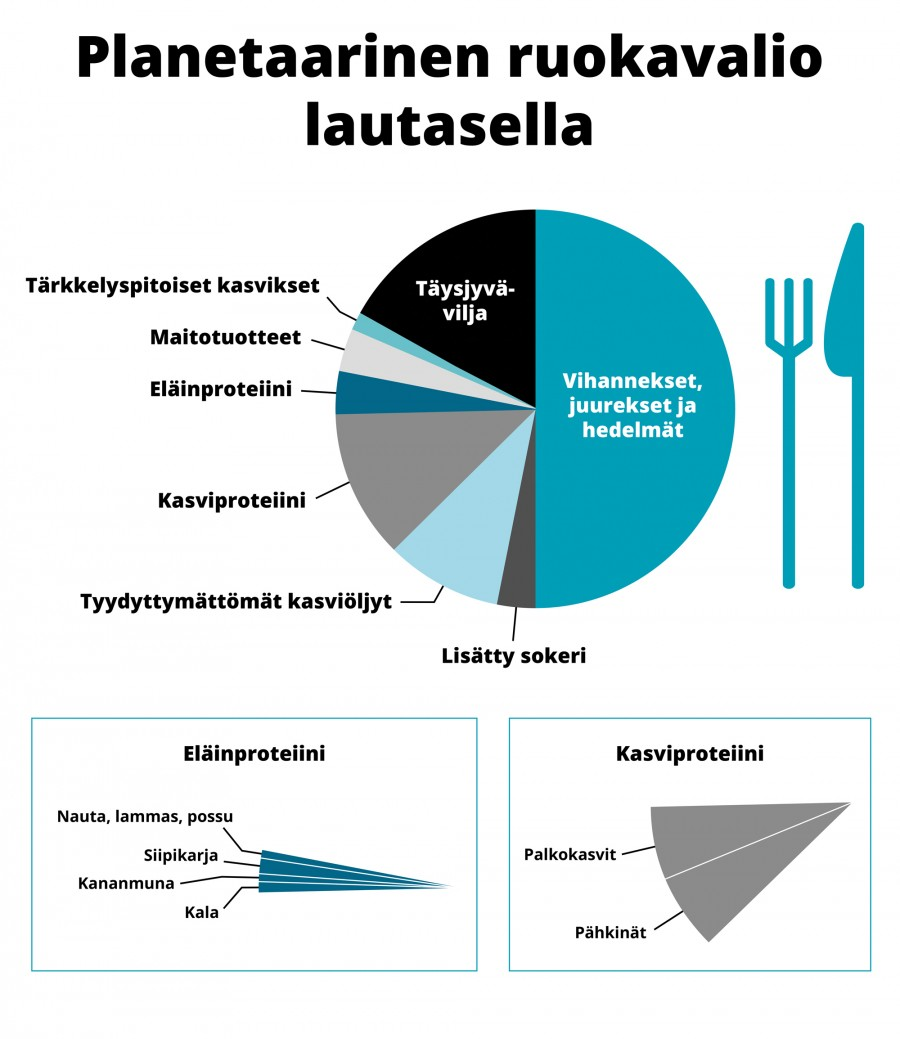 Planetaarinen ruokavalio
lautasella
Täysjyvä-
vilja
Tärkkelyspitoiset kasvikset
Maitotuotteet
Eläinproteiini
Vihannekset,
juurekset ja
hedelmät
Kasviproteiini
Tyydyttymättömät kasviöljyt
Lisätty sokeri
Eläinproteiini
Nauta, lammas, possu
Siipikarja
Kananmuna
Kala
Kasviproteiini
Palkokasvit
Pähkinät